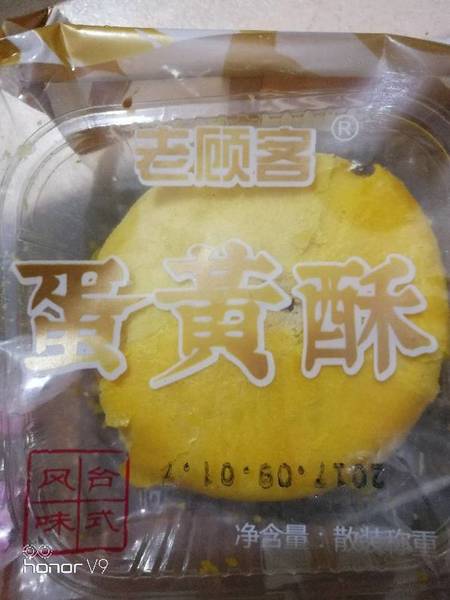 老顾客®
蛋黄酥
2017.09.01
台式
风味
净含量：散装称重
honor V9